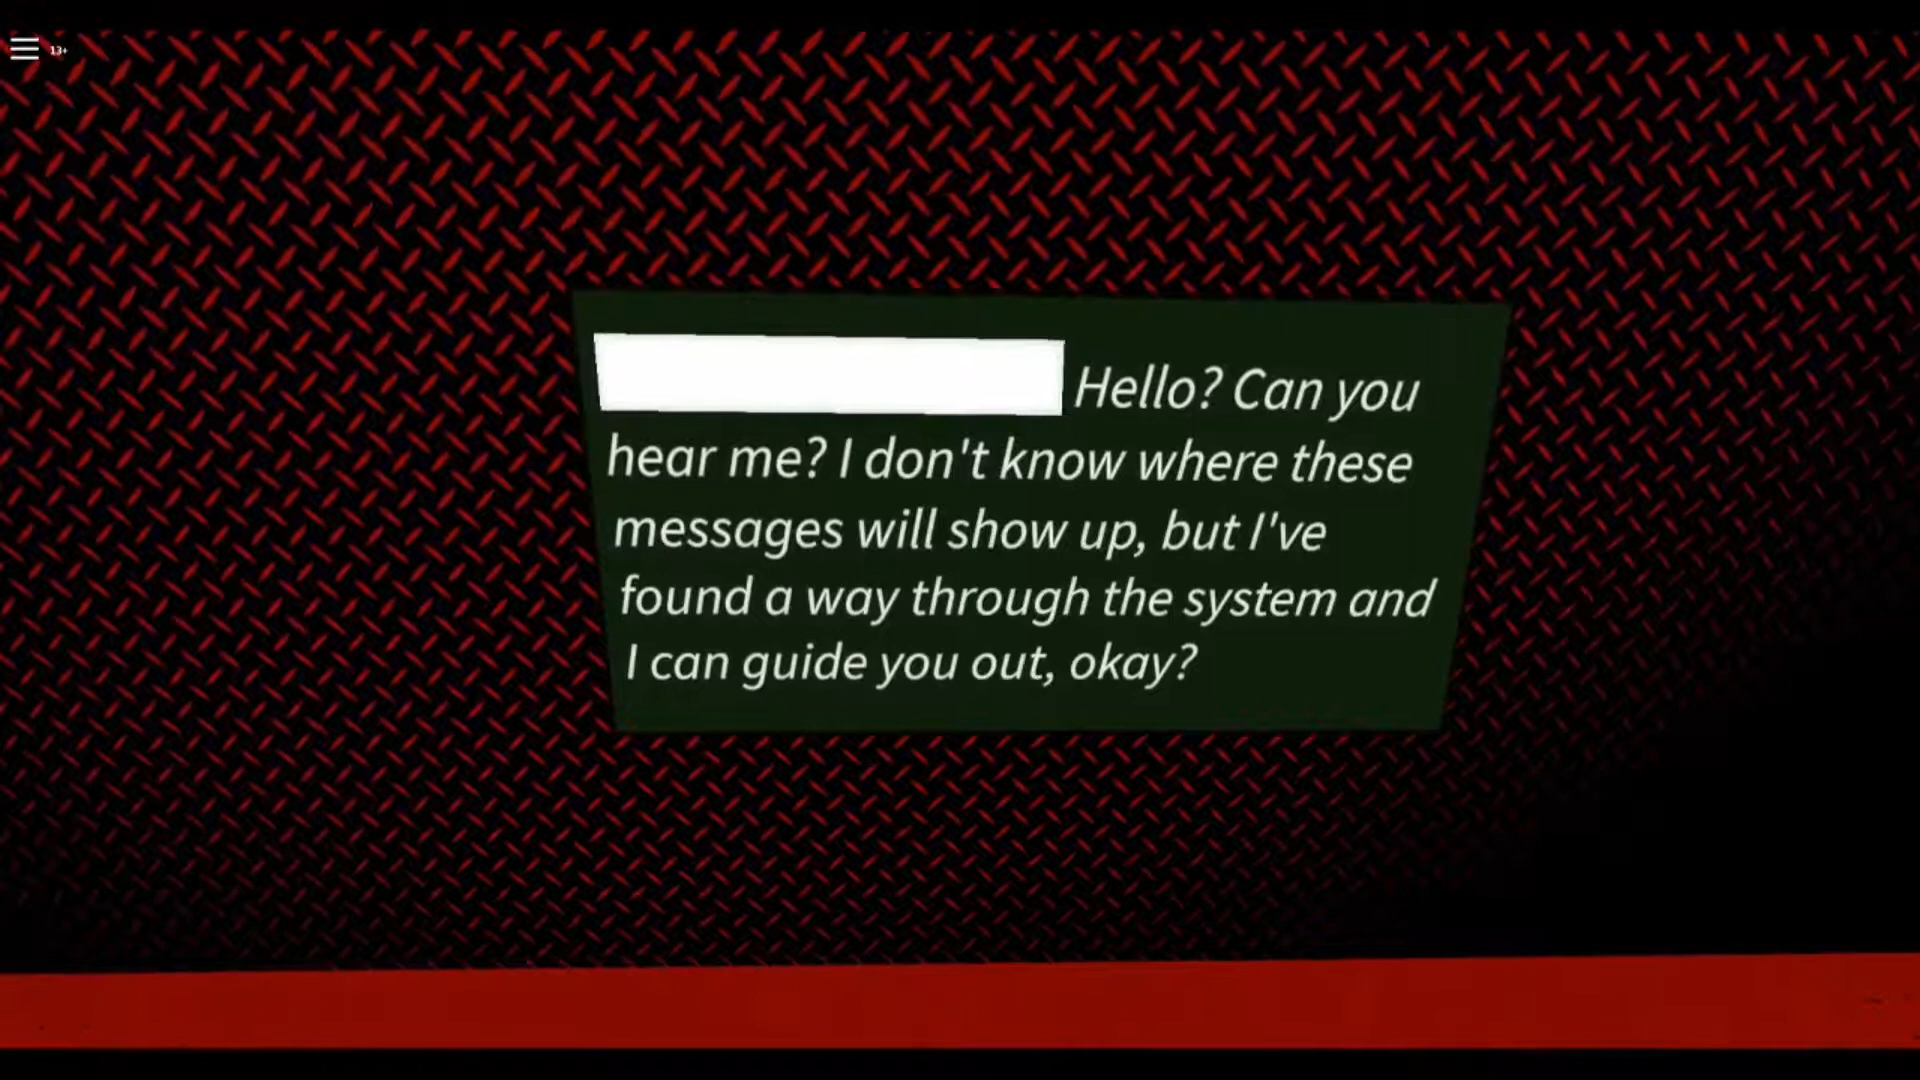 13+
Hello? Can you
hear me? I don't know where these
messages will show up, but I've
found a way through the system and
I can guide you out, okay?